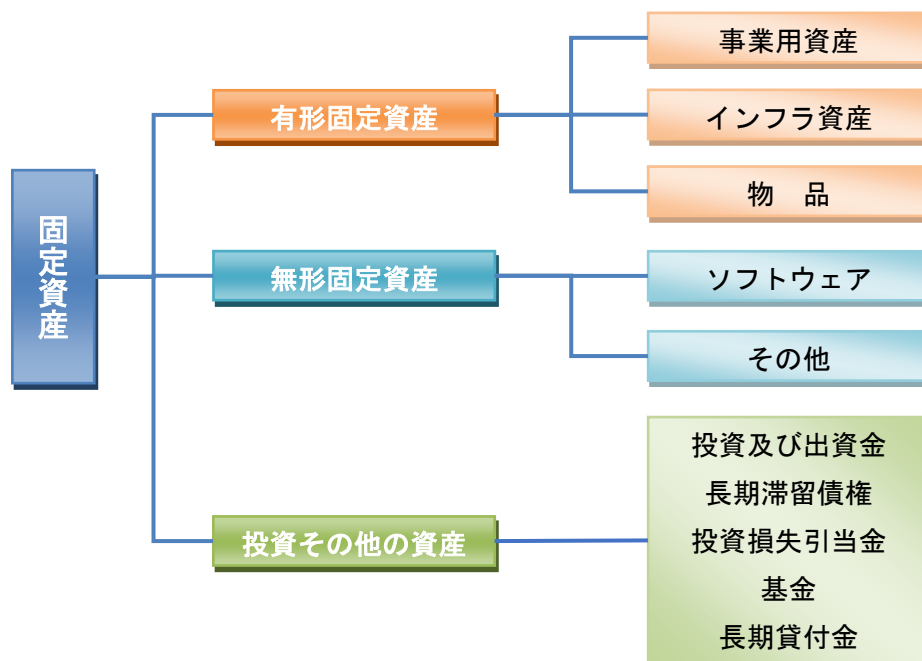 固定資産
有形固定資産
事業用資産
インフラ資産
物　品
無形固定資産
ソフトウェア
その他
投資その他の資産
投資及び出資金
長期滞留債権
投資損失引当金
基金
長期貸付金